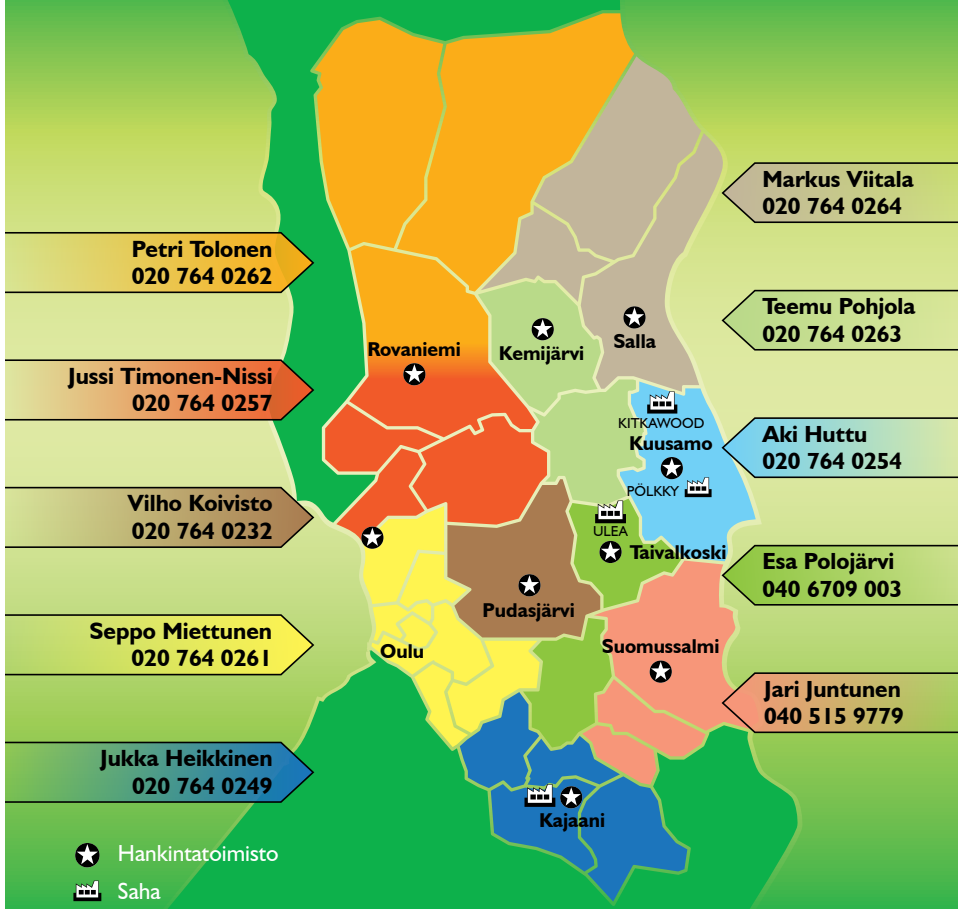 Petri Tolonen
020 764 0262
Jussi Timonen-Nissi
020 764 0257
Vilho Koivisto
020 764 0232
Seppo Miettunen
020 764 0261
Jukka Heikkinen
020 764 0249
Rovaniemi
Kemijärvi
Salla
KITKAWOOD
Kuusamo
PÖLKKY
ULEA
Taivalkoski
Pudasjärvi
Oulu
Suomussalmi
Kajaani
Markus Viitala
020 764 0264
Teemu Pohjola
020 764 0263
Aki Huttu
020 764 0254
Esa Polojärvi
040 6709 003
Jari Juntunen
040 515 9779
Hankintatoimisto
Saha